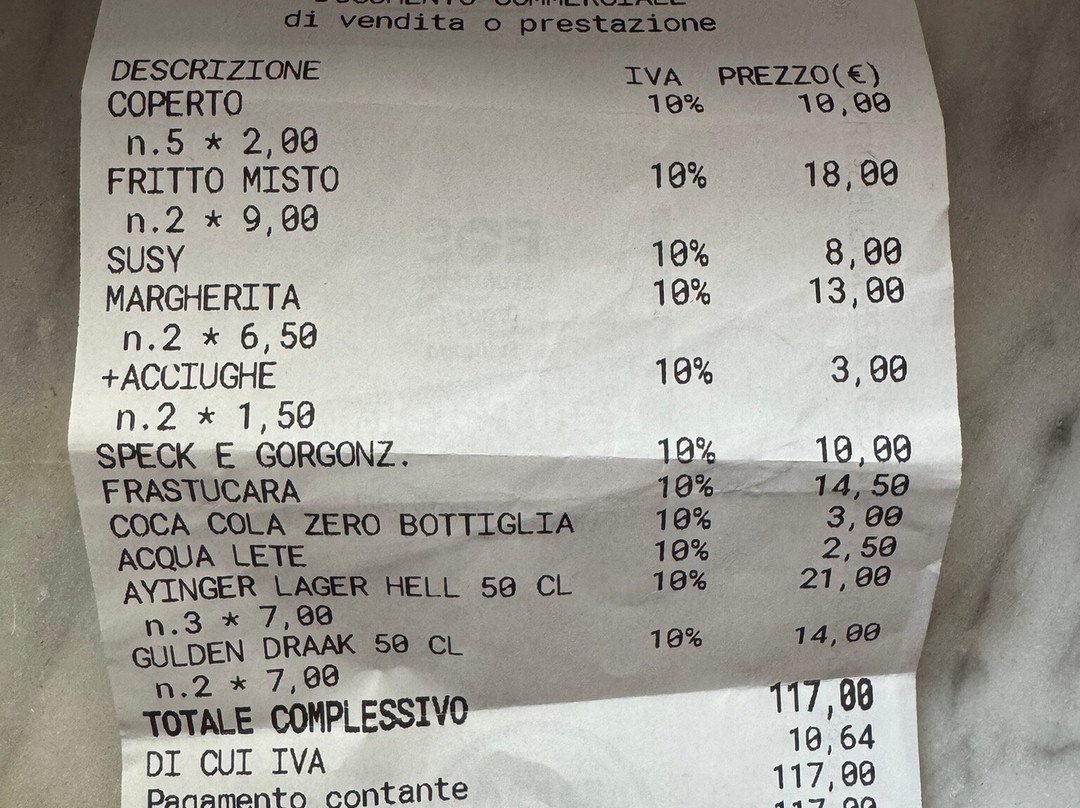 DOCUMENTO COMMERCIALE
di vendita o prestazione
DESCRIZIONE IVA PREZZO(€)
COPERTO 10% 10,00
n.5 * 2,00
FRITTO MISTO 10% 18,00
n.2 * 9,00
SUSY 10% 8,00
MARGHERITA 10% 13,00
n.2 * 6,50
+ACCIUGHE 10% 3,00
n.2 * 1,50
SPECK E GORGONZ. 10% 10,00
FRASTUCARA 10% 14,50
COCA COLA ZERO BOTTIGLIA 10% 3,00
ACQUA LETE 10% 2,50
AYINGER LAGER HELL 50 CL 10% 21,00
n.3 * 7,00
GULDEN DRAAK 50 CL 10% 14,00
n.2 * 7,00
TOTALE COMPLESSIVO 117,00
DI CUI IVA 10,64
Pagamento contante 117,00
117,00